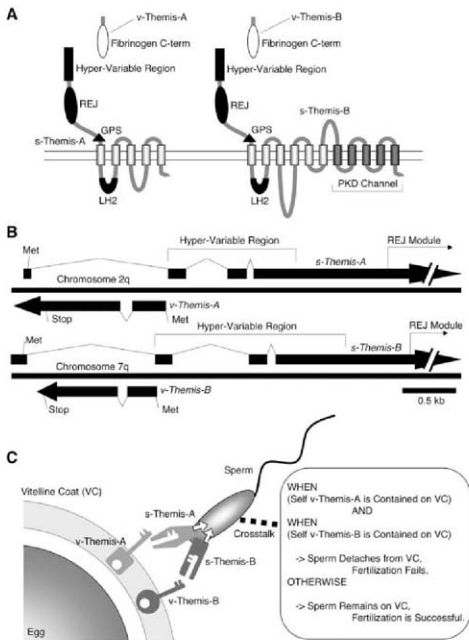 A
v-Themis-A
v-Themis-B
Fibrinogen C-term
Fibrinogen C-term
Hyper-Variable Region
Hyper-Variable Region
REJ
REJ
s-Themis-B
s-Themis-A
GPS
GPS
LH2
LH2
PKD Channel
B
Hyper-Variable Region
REJ Module
Met
s-Themis-A
Chromosome 2q
v-Themis-A
Stop
Met
Hyper-Variable Region
REJ Module
Met
s-Themis-B
Chromosome 7q
v-Themis-B
Stop
Met
0.5 kb
C
Sperm
Vitelline Coat (VC)
s-Themis-A
Crosstalk
v-Themis-A
s-Themis-B
v-Themis-B
Egg
WHEN
(Self v-Themis-A is Contained on VC)
AND
WHEN
(Self v-Themis-B is Contained on VC)
-> Sperm Detaches from VC,
Fertilization Fails.
OTHERWISE
-> Sperm Remains on VC,
Fertilization is Successful.